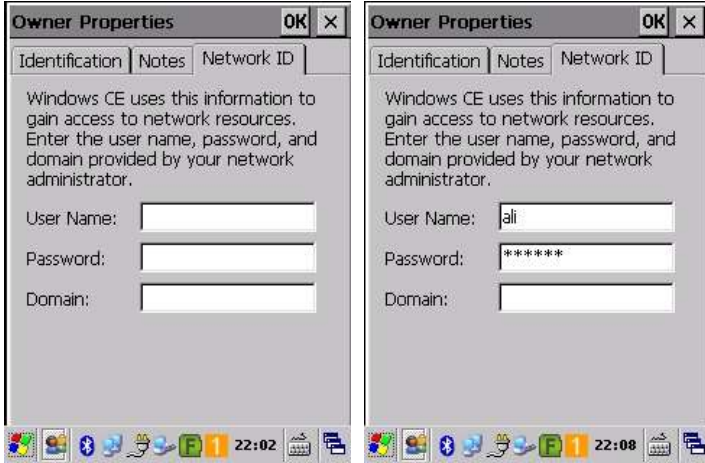 Owner Properties OK ×
Identification Notes Network ID
Windows CE uses this information to
gain access to network resources.
Enter the user name, password, and
domain provided by your network
administrator.
User Name:
Password:
Domain:
F 1 22:02
Owner Properties OK ×
Identification Notes Network ID
Windows CE uses this information to
gain access to network resources.
Enter the user name, password, and
domain provided by your network
administrator.
User Name: ali
Password: ******
Domain:
F 1 22:08